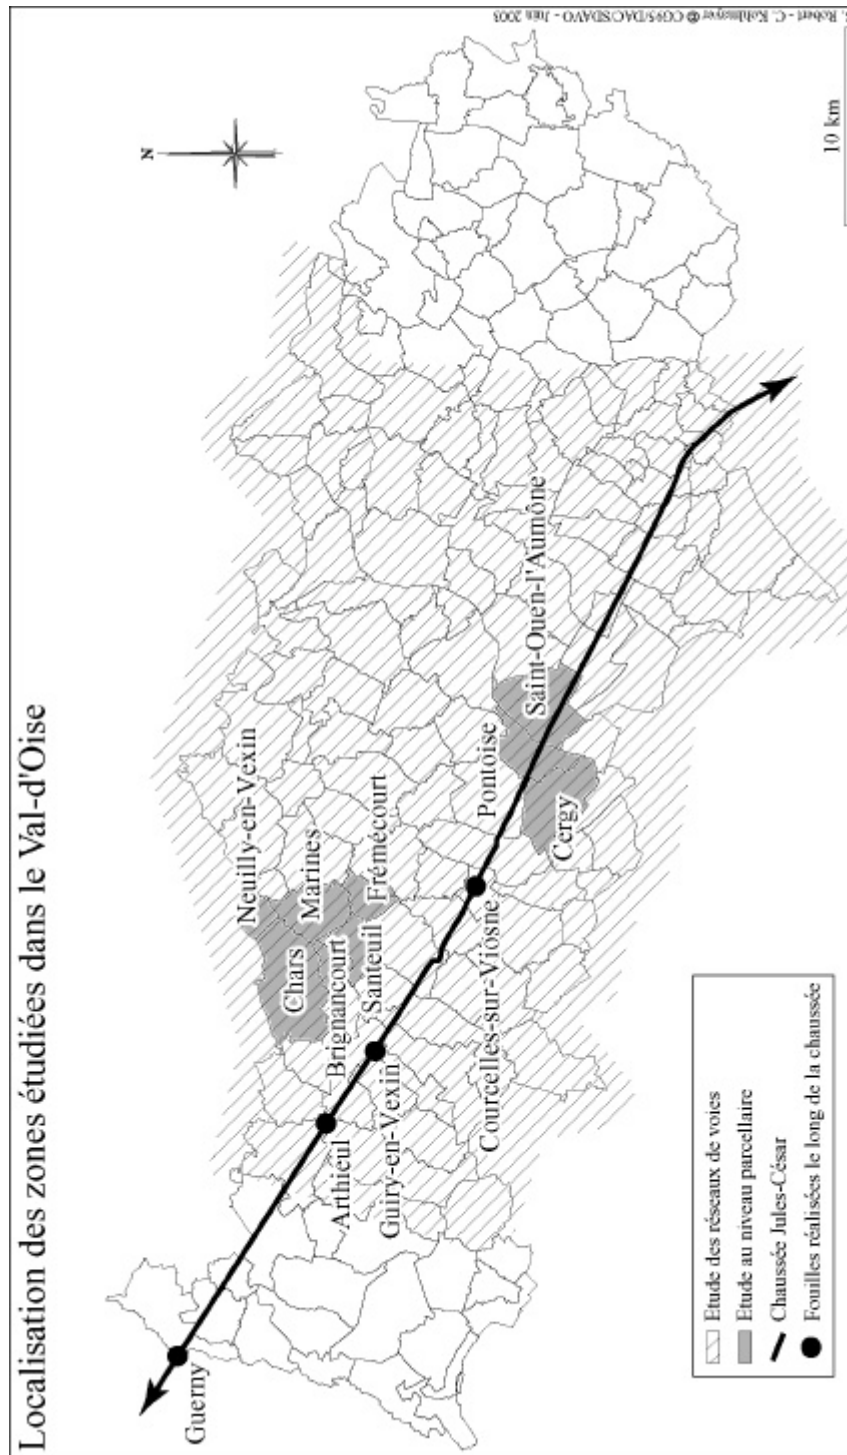 Localisation des zones étudiées dans le Val-d'Oise
Robert - C. Kohlmayer @ CG95/DAC/SDAVO - Juin 2003
N
10 km
Neuilly-en-Vexin
Chars
Marines
Brignancourt
Santeuil
Frémécourt
Guerny
Arthieul
Guiry-en-Vexin
Courcelles-sur-Viosne
Pontoise
Cergy
Saint-Ouen-l'Aumône
Etude des réseaux de voies
Etude au niveau parcellaire
Chaussée Jules-César
Fouilles réalisées le long de la chaussée